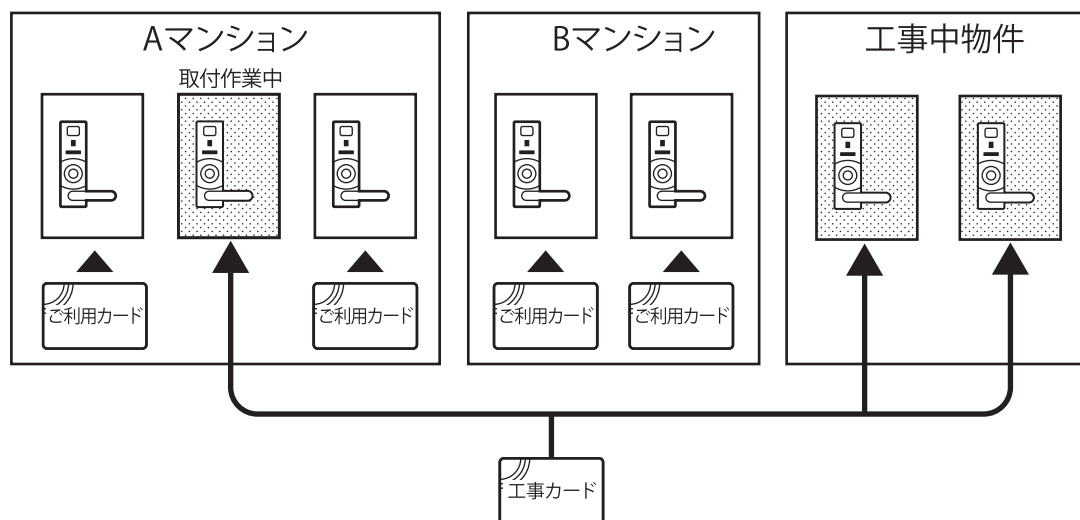 Aマンション
Bマンション
工事中物件
取付作業中
ご利用カード
ご利用カード
ご利用カード
ご利用カード
工事カード